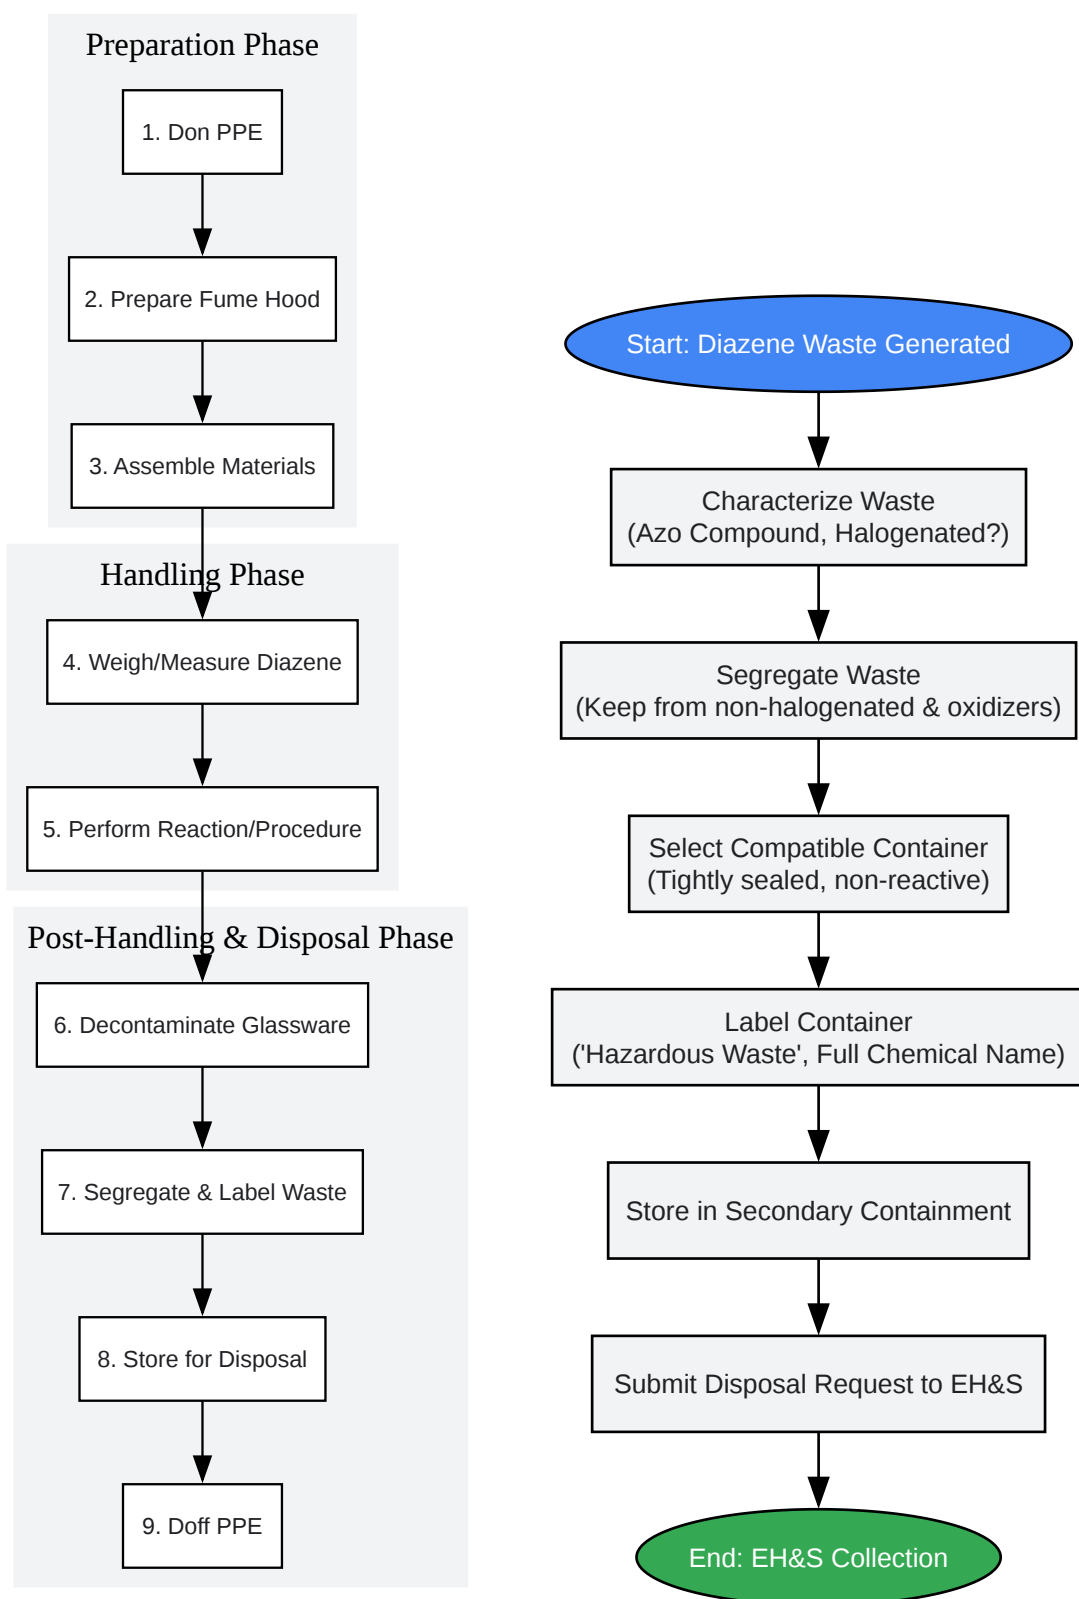 Preparation Phase
1. Don PPE
2. Prepare Fume Hood
3. Assemble Materials
Handling Phase
4. Weigh/Measure Diazene
5. Perform Reaction/Procedure
Post-Handling & Disposal Phase
6. Decontaminate Glassware
7. Segregate & Label Waste
8. Store for Disposal
9. Doff PPE
Start: Diazene Waste Generated
Characterize Waste
(Azo Compound, Halogenated?)
Segregate Waste
(Keep from non-halogenated & oxidizers)
Select Compatible Container
(Tightly sealed, non-reactive)
Label Container
('Hazardous Waste', Full Chemical Name)
Store in Secondary Containment
Submit Disposal Request to EH&S
End: EH&S Collection